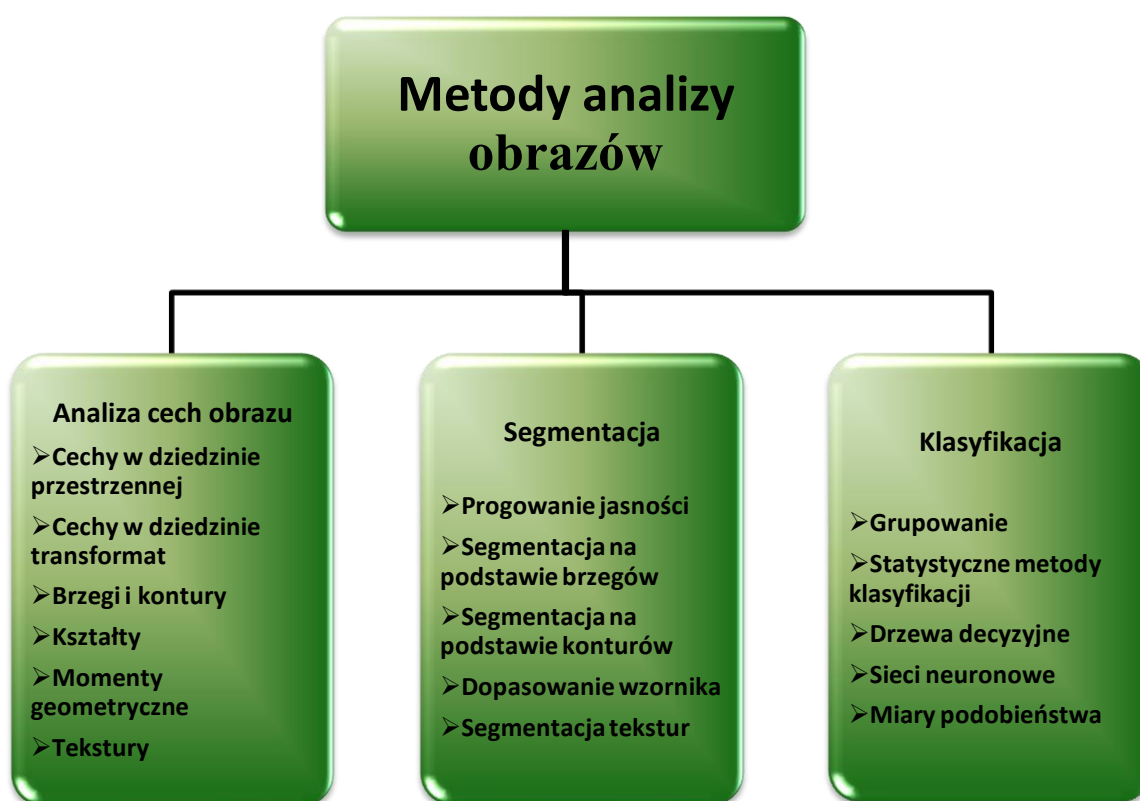 Metody analizy
obrazów
Analiza cech obrazu
➢Cechy w dziedzinie
przestrzennej
➢Cechy w dziedzinie
transformat
➢Brzegi i kontury
➢Kształty
➢Momenty
geometryczne
➢Tekstury
Segmentacja
➢Progowanie jasności
➢Segmentacja na
podstawie brzegów
➢Segmentacja na
podstawie konturów
➢Dopasowanie wzornika
➢Segmentacja tekstur
Klasyfikacja
➢Grupowanie
➢Statystyczne metody
klasyfikacji
➢Drzewa decyzyjne
➢Sieci neuronowe
➢Miary podobieństwa